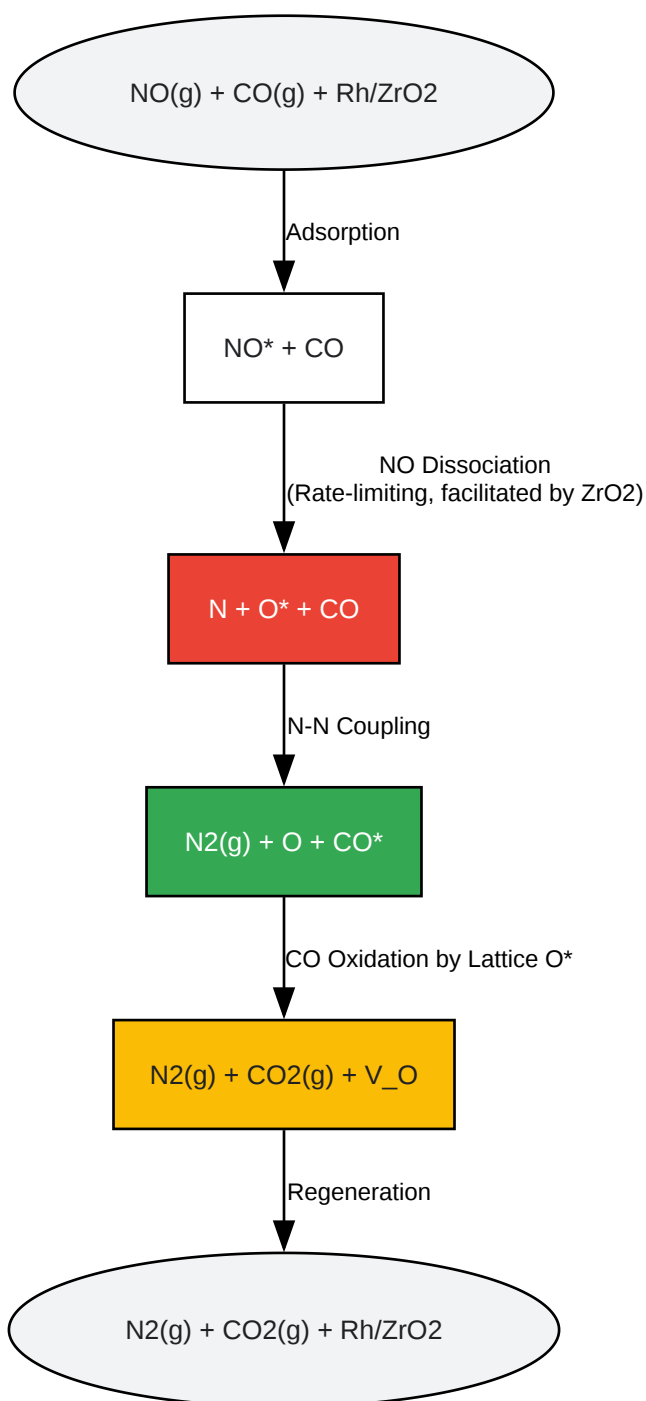 NO(g) + CO(g) + Rh/ZrO2
Adsorption
NO* + CO
NO Dissociation
(Rate-limiting, facilitated by ZrO2)
N + O* + CO
N-N Coupling
N2(g) + O + CO*
CO Oxidation by Lattice O*
N2(g) + CO2(g) + V_O
Regeneration
N2(g) + CO2(g) + Rh/ZrO2